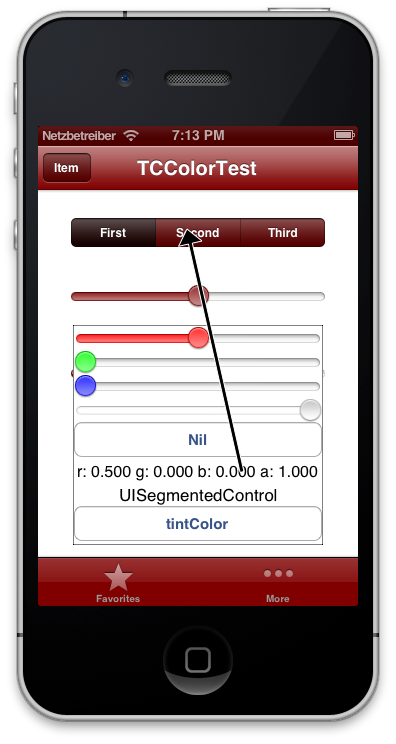 Netzbetreiber 7:13 PM
Item TCColorTest
First Second Third
Nil
r: 0.500 g: 0.000 b: 0.000 a: 1.000
UISegmentedControl
tintColor
Favorites More